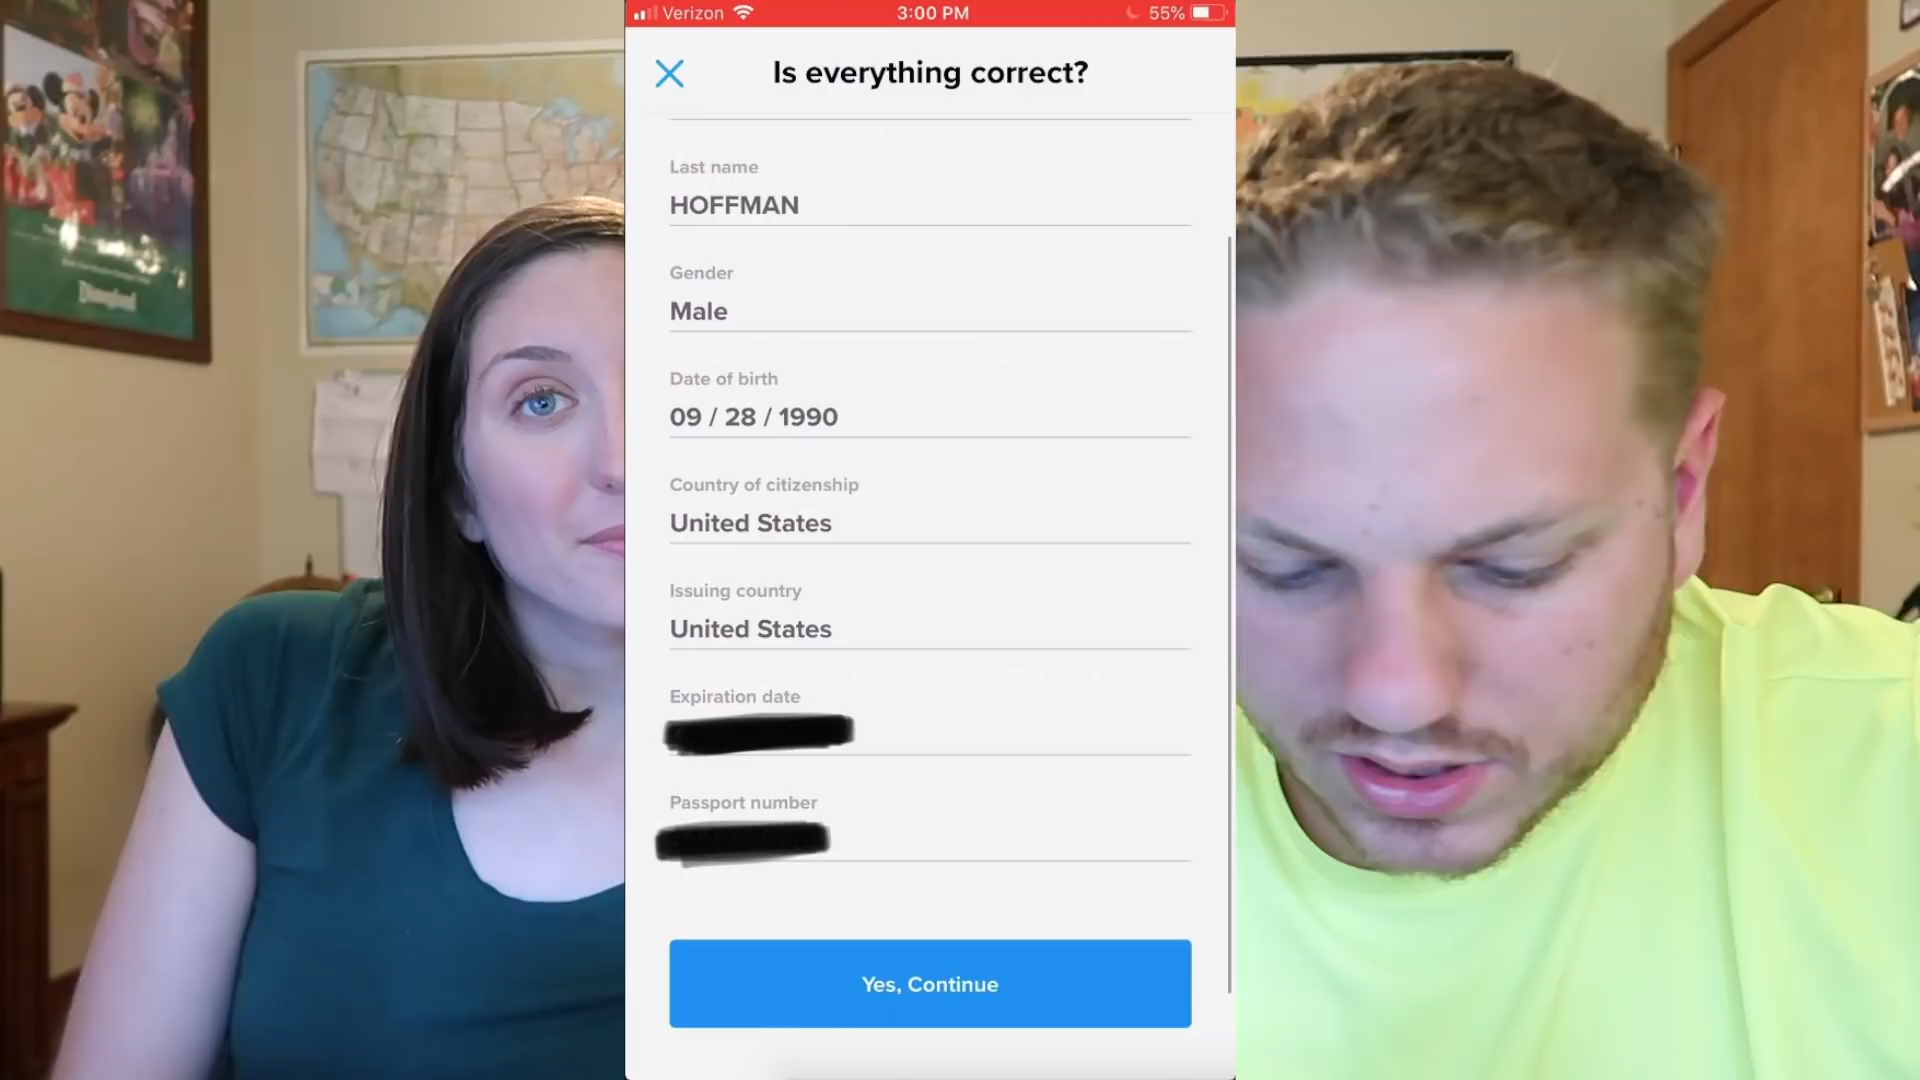 Verizon
3:00 PM
55%
Is everything correct?
Last name
HOFFMAN
Gender
Male
Date of birth
09 / 28 / 1990
Country of citizenship
United States
Issuing country
United States
Expiration date
Passport number
Yes, Continue
Disneyland